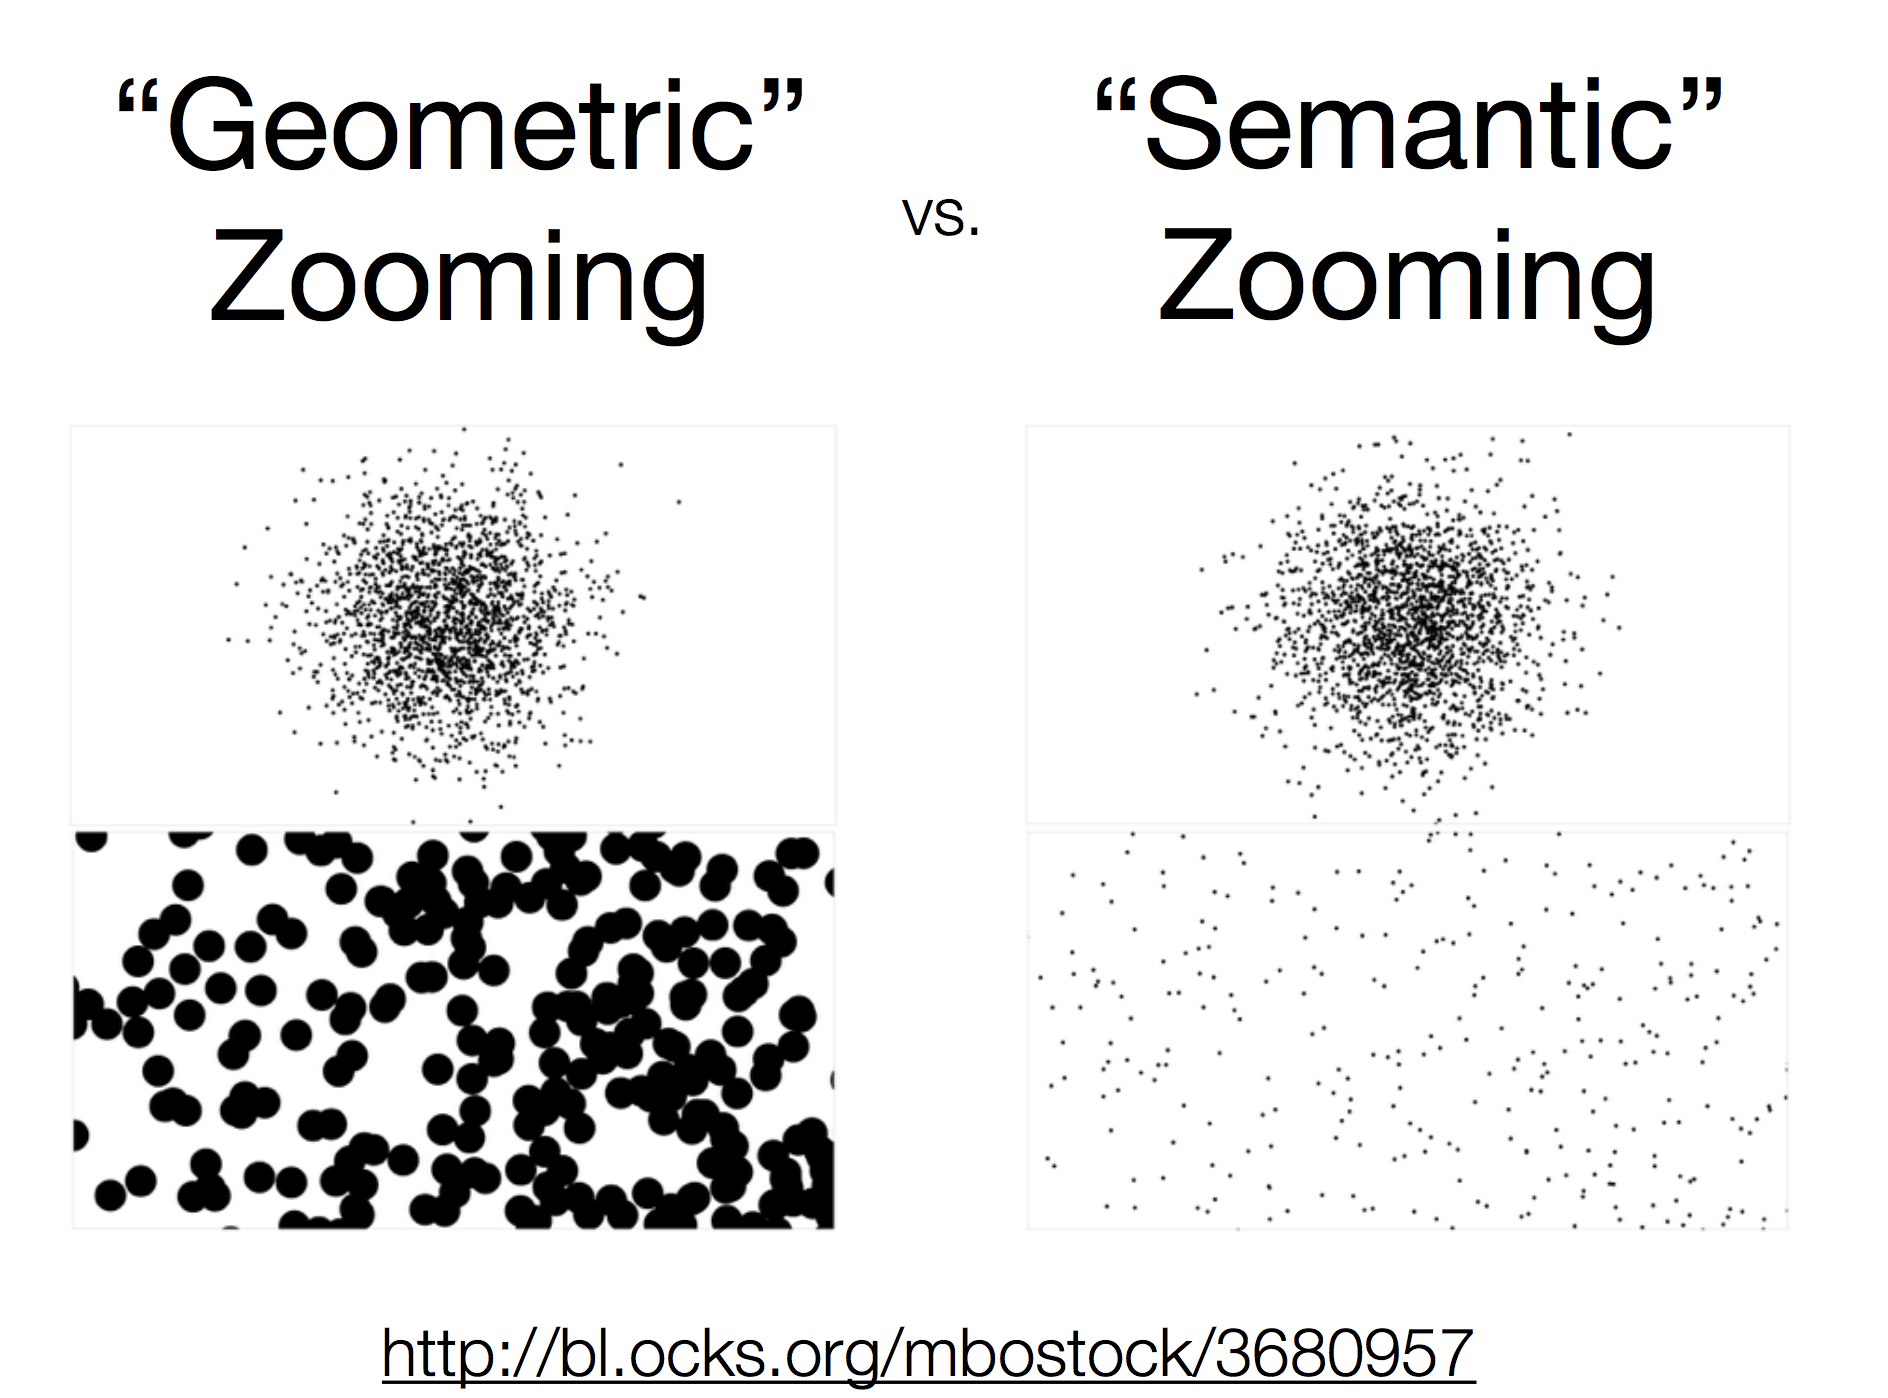 “Geometric”
Zooming
vs.
“Semantic”
Zooming
http://bl.ocks.org/mbostock/3680957